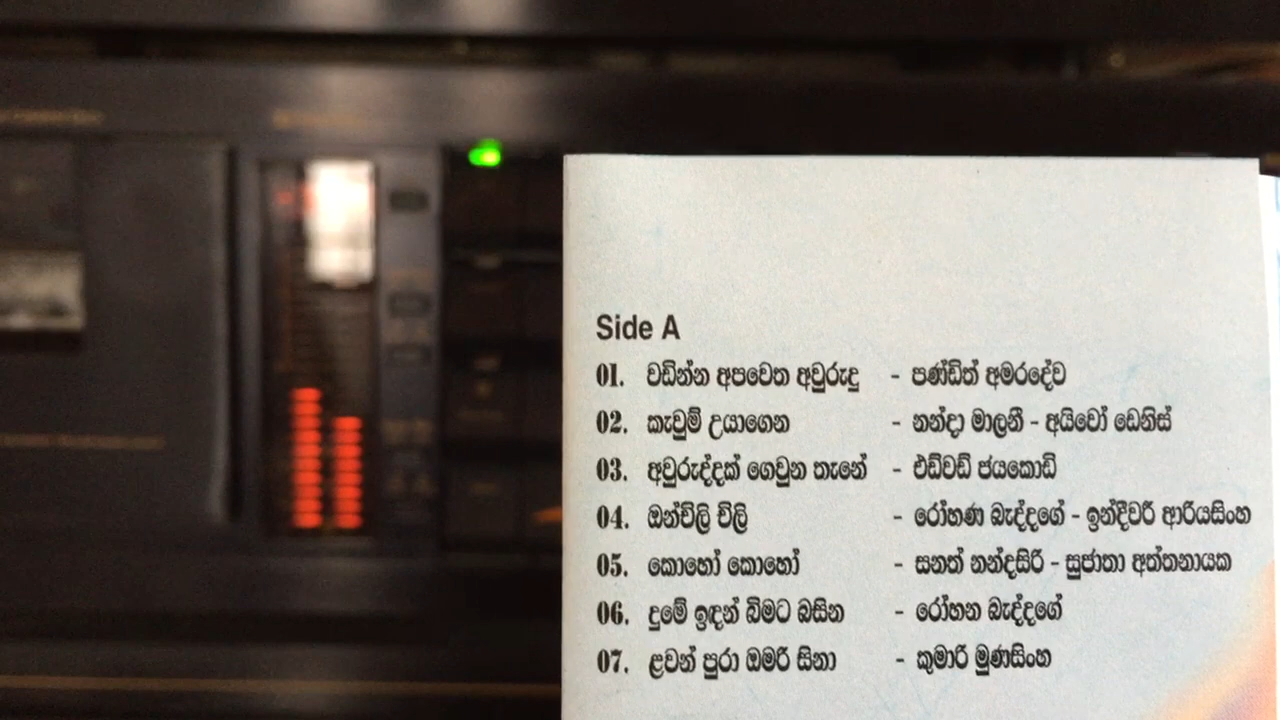 Side A
01. වඩින්න අපවෙත අවුරුදු - පණ්ඩිත් අමරදේව
02. කැවුම් උයාගෙන - නන්දා මාලනී - අයිවෝ ඩෙනිස්
03. අවුරුද්දක් ගෙවුන තැනේ - එඩ්වඩ් ජයකොඩි
04. ඔන්චිලි චිලි - රෝහණ බැද්දගේ - ඉන්දීවරී ආරියසිංහ
05. කොහෝ කොහෝ - සනත් නන්දසිරි - සුජාතා අත්තනායක
06. දුමේ ඉඳන් බිමට බසින - රෝහන බැද්දගේ
07. ළවන් පුරා ඔමරි සිනා - කුමාරි මුණසිංහ